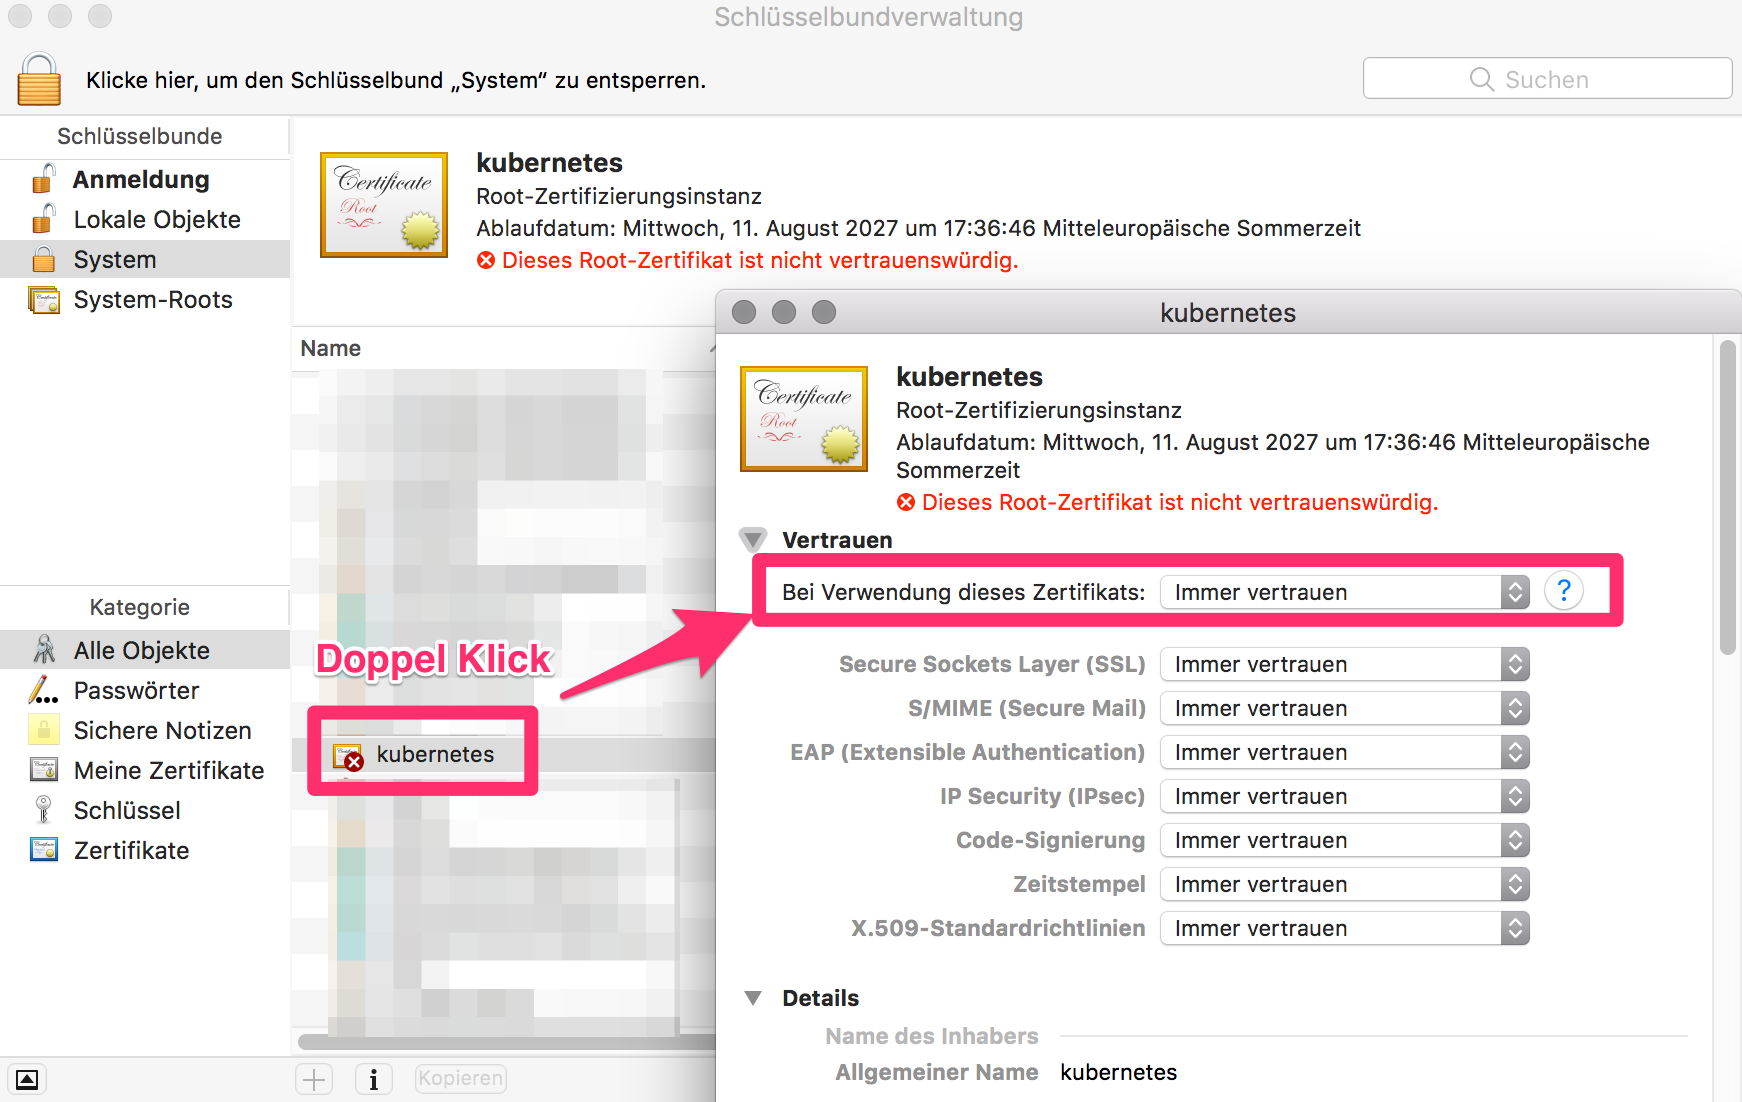 Schlüsselbundverwaltung
Klicke hier, um den Schlüsselbund „System“ zu entsperren.
Suchen
Schlüsselbunde
Anmeldung
Lokale Objekte
System
System-Roots
Certificate
Root
kubernetes
Root-Zertifizierungsinstanz
Ablaufdatum: Mittwoch, 11. August 2027 um 17:36:46 Mitteleuropäische Sommerzeit
Dieses Root-Zertifikat ist nicht vertrauenswürdig.
Name
Doppel Klick
kubernetes
Kategorie
Alle Objekte
Passwörter
Sichere Notizen
Meine Zertifikate
Schlüssel
Zertifikate
Kopieren
kubernetes
Certificate
Root
kubernetes
Root-Zertifizierungsinstanz
Ablaufdatum: Mittwoch, 11. August 2027 um 17:36:46 Mitteleuropäische
Sommerzeit
Dieses Root-Zertifikat ist nicht vertrauenswürdig.
Vertrauen
Bei Verwendung dieses Zertifikats: Immer vertrauen ?
Secure Sockets Layer (SSL) Immer vertrauen
S/MIME (Secure Mail) Immer vertrauen
EAP (Extensible Authentication) Immer vertrauen
IP Security (IPsec) Immer vertrauen
Code-Signierung Immer vertrauen
Zeitstempel Immer vertrauen
X.509-Standardrichtlinien Immer vertrauen
Details
Name des Inhabers
Allgemeiner Name kubernetes